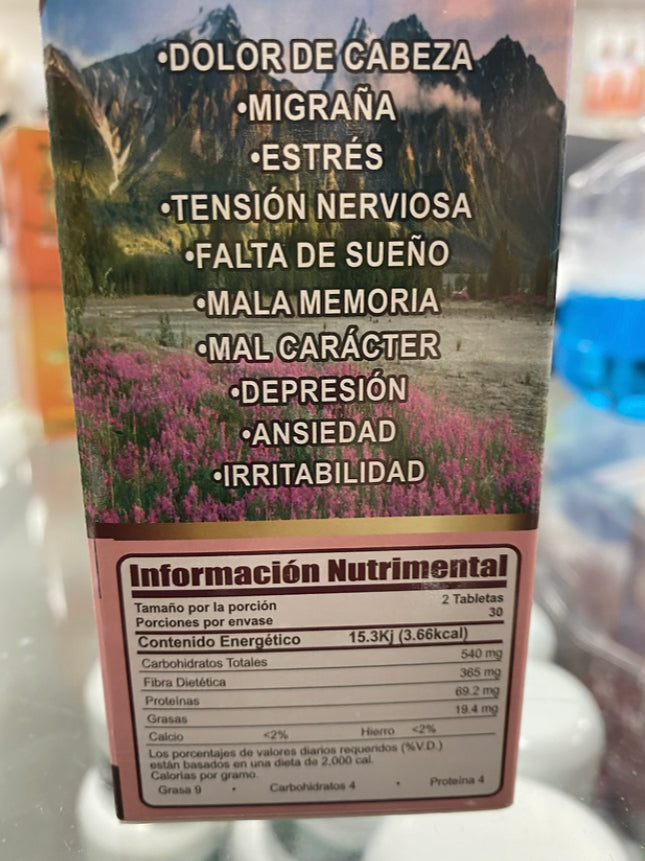 •DOLOR DE CABEZA
•MIGRAÑA
•ESTRÉS
•TENSIÓN NERVIOSA
•FALTA DE SUEÑO
•MALA MEMORIA
•MAL CARÁCTER
•DEPRESIÓN
•ANSIEDAD
•IRRITABILIDAD
Información Nutrimental
Tamaño por la porción 2 Tabletas
Porciones por envase 30
Contenido Energético 15.3Kj (3.66kcal)
Carbohidratos Totales 540 mg
Fibra Dietética 365 mg
Proteínas 69.2 mg
Grasas 19.4 mg
Calcio <2% Hierro <2%
Los porcentajes de valores diarios requeridos (%V.D.)
están basados en una dieta de 2,000 cal.
Calorías por gramo.
Grasa 9 • Carbohidratos 4 • Proteína 4